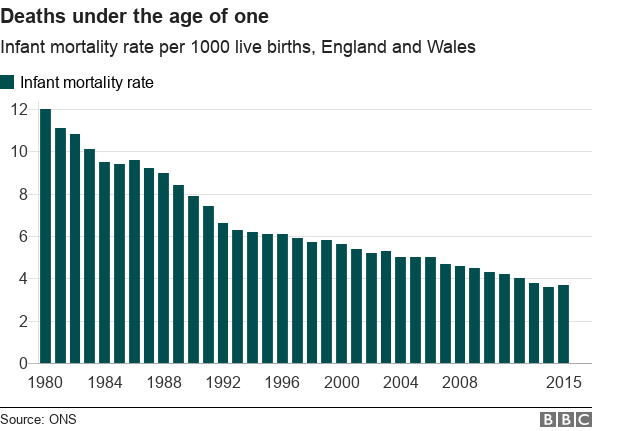 Deaths under the age of one
Infant mortality rate per 1000 live births, England and Wales
Infant mortality rate
12
10
8
6
4
2
0
1980 1984 1988 1992 1996 2000 2004 2008 2015
Source: ONS
BBC